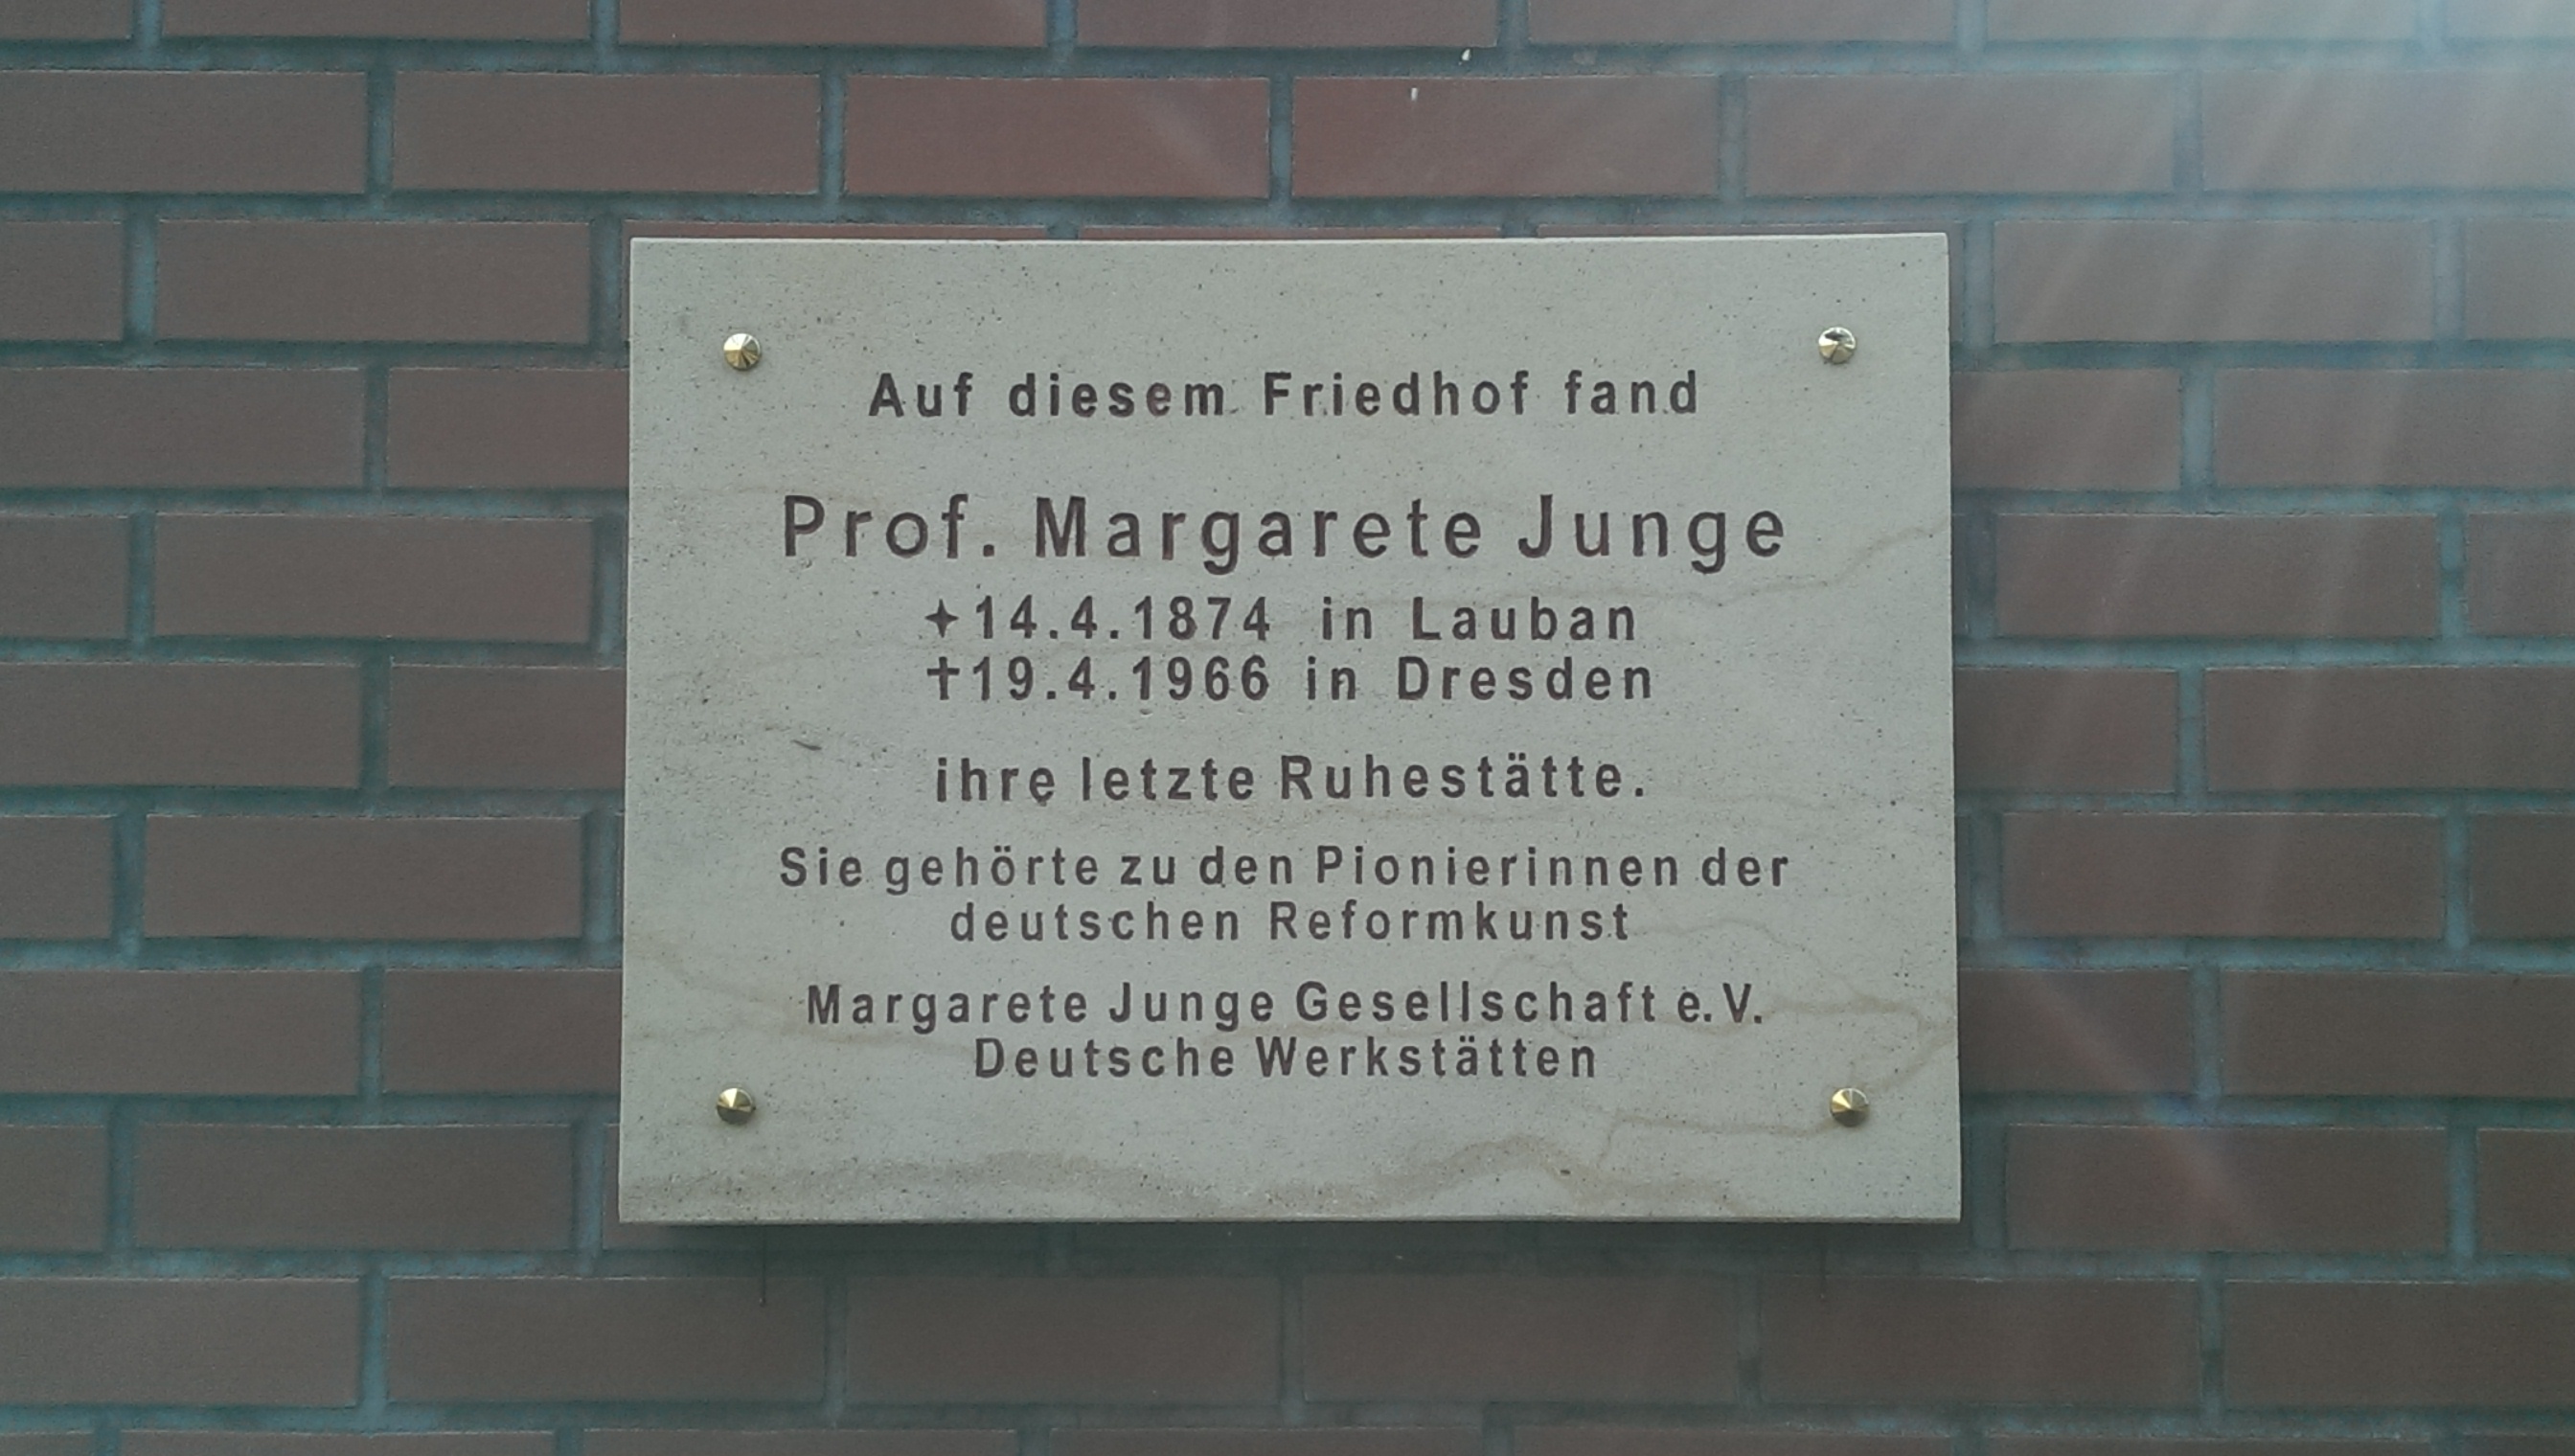 Auf diesem Friedhof fand
Prof. Margarete Junge
✦14.4.1874 in Lauban
✝19.4.1966 in Dresden
ihre letzte Ruhestätte.
Sie gehörte zu den Pionierinnen der
deutschen Reformkunst
Margarete Junge Gesellschaft e.V.
Deutsche Werkstätten